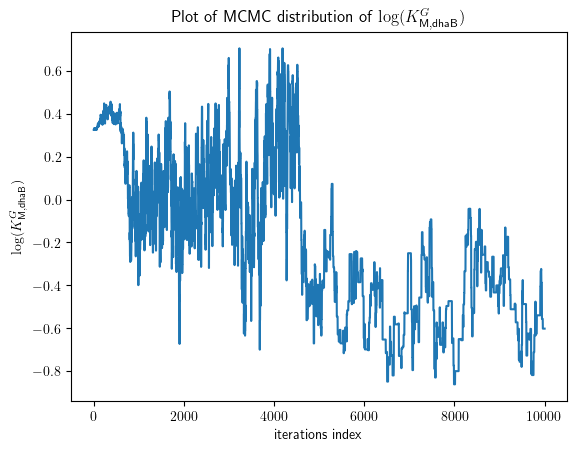 Plot of MCMC distribution of log(K^G_M,dhaB)
log(K^G_M,dhaB)
0.6
0.4
0.2
0.0
−0.2
−0.4
−0.6
−0.8
0 2000 4000 6000 8000 10000
iterations index